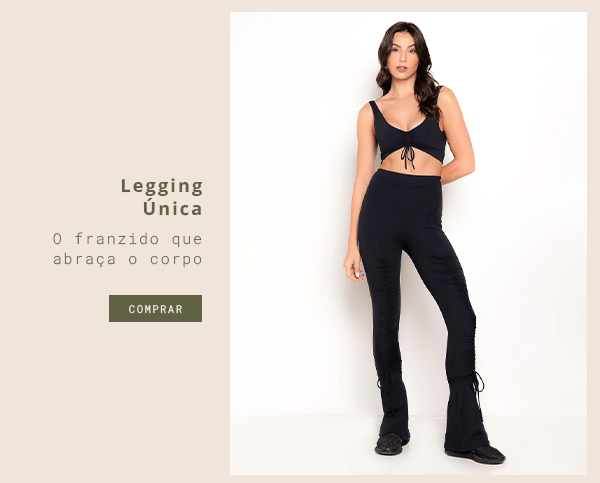 Legging
Única
O franzido que
abraça o corpo
COMPRAR